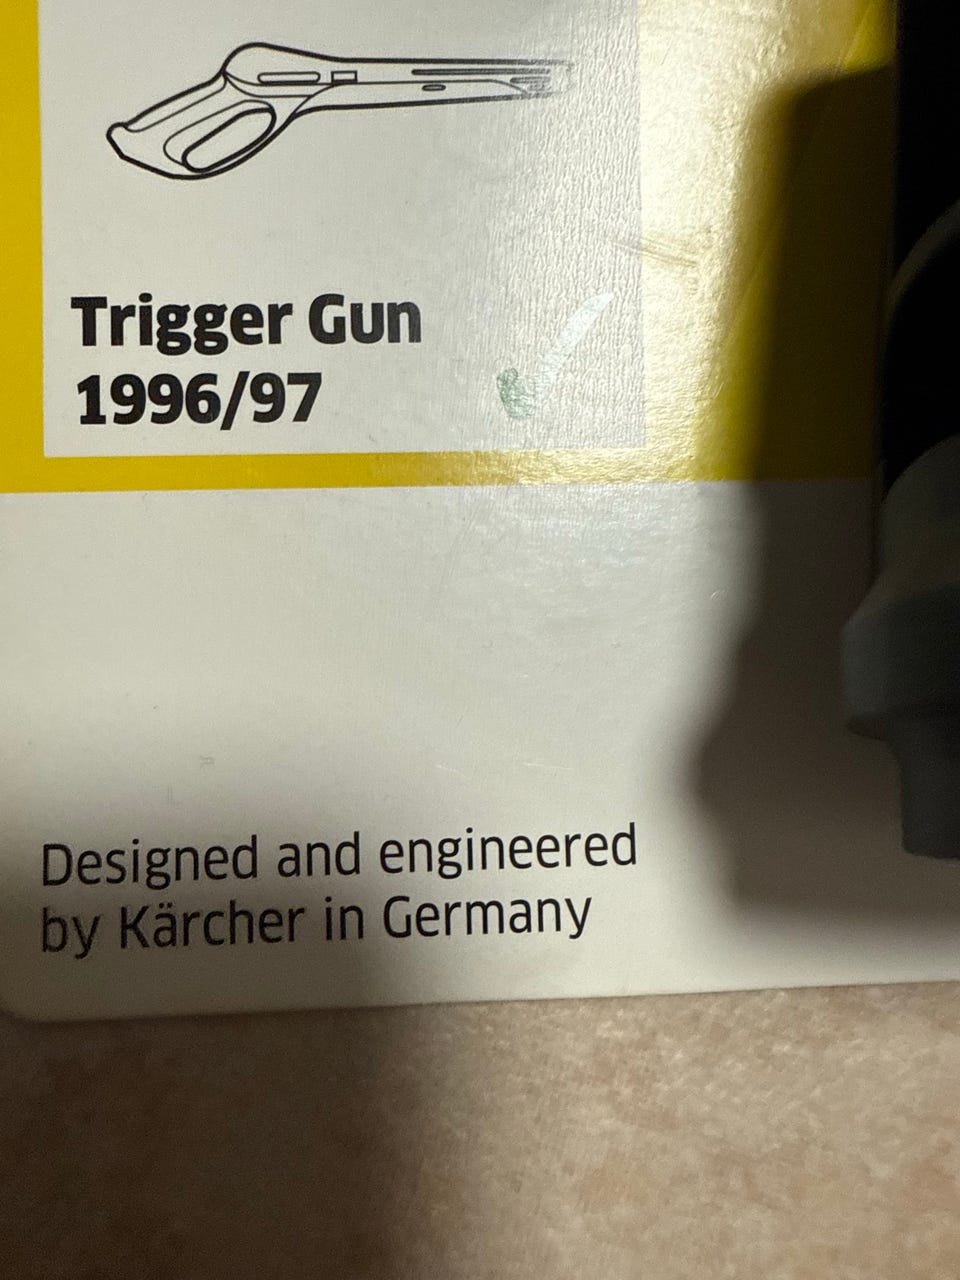 Trigger Gun
1996/97
Designed and engineered
by Kärcher in Germany